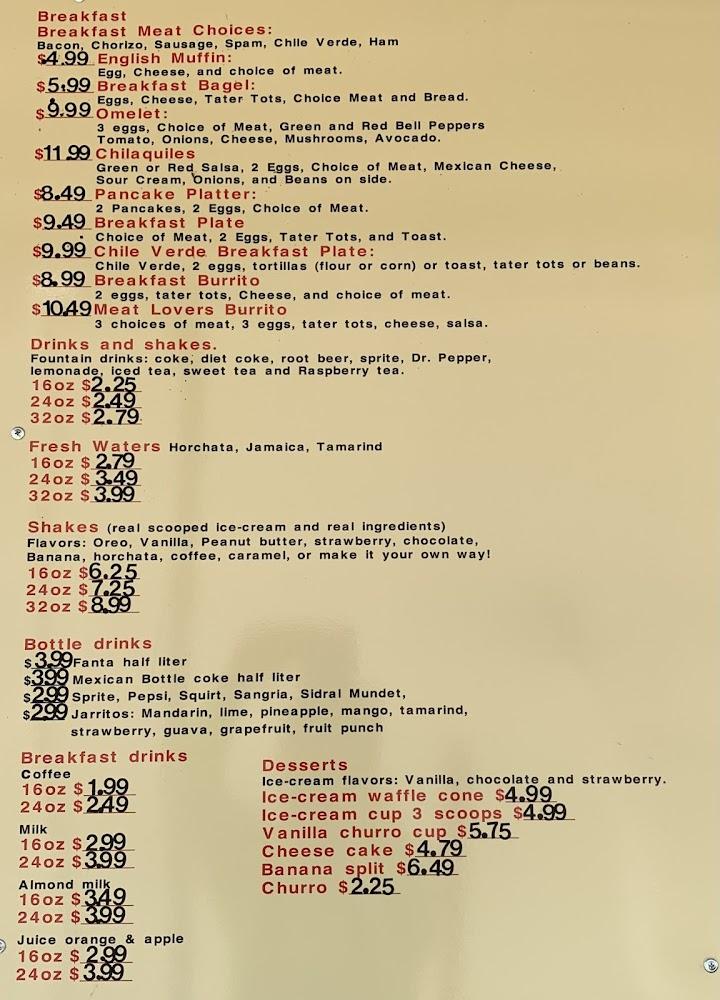 Breakfast
Breakfast Meat Choices:
Bacon, Chorizo, Sausage, Spam, Chile Verde, Ham
$4.99 English Muffin:
Egg, Cheese, and choice of meat.
$5.99 Breakfast Bagel:
Eggs, Cheese, Tater Tots, Choice Meat and Bread.
$9.99 Omelet:
3 eggs, Choice of Meat, Green and Red Bell Peppers
Tomato, Onions, Cheese, Mushrooms, Avocado.
$11.99 Chilaquiles
Green or Red Salsa, 2 Eggs, Choice of Meat, Mexican Cheese,
Sour Cream, Onions, and Beans on side.
$8.49 Pancake Platter:
2 Pancakes, 2 Eggs, Choice of Meat.
$9.49 Breakfast Plate
Choice of Meat, 2 Eggs, Tater Tots, and Toast.
$9.99 Chile Verde Breakfast Plate:
Chile Verde, 2 eggs, tortillas (flour or corn) or toast, tater tots or beans.
$8.99 Breakfast Burrito
2 eggs, tater tots, Cheese, and choice of meat.
$10.49 Meat Lovers Burrito
3 choices of meat, 3 eggs, tater tots, cheese, salsa.
Drinks and shakes.
Fountain drinks: coke, diet coke, root beer, sprite, Dr. Pepper,
lemonade, iced tea, sweet tea and Raspberry tea.
16oz $2.25
24oz $2.49
32oz $2.79
Fresh Waters Horchata, Jamaica, Tamarind
16oz $2.79
24oz $3.49
32oz $3.99
Shakes (real scooped ice-cream and real ingredients)
Flavors: Oreo, Vanilla, Peanut butter, strawberry, chocolate,
Banana, horchata, coffee, caramel, or make it your own way!
16oz $6.25
24oz $7.25
32oz $8.99
Bottle drinks
$3.99 Fanta half liter
$3.99 Mexican Bottle coke half liter
$2.99 Sprite, Pepsi, Squirt, Sangria, Sidral Mundet,
$2.99 Jarritos: Mandarin, lime, pineapple, mango, tamarind,
strawberry, guava, grapefruit, fruit punch
Breakfast drinks
Coffee
16oz $1.99
24oz $2.49
Milk
16oz $2.99
24oz $3.99
Almond milk
16oz $3.49
24oz $3.99
Juice orange & apple
16oz $2.99
24oz $3.99
Desserts
Ice-cream flavors: Vanilla, chocolate and strawberry.
Ice-cream waffle cone $4.99
Ice-cream cup 3 scoops $4.99
Vanilla churro cup $5.75
Cheese cake $4.79
Banana split $6.49
Churro $2.25